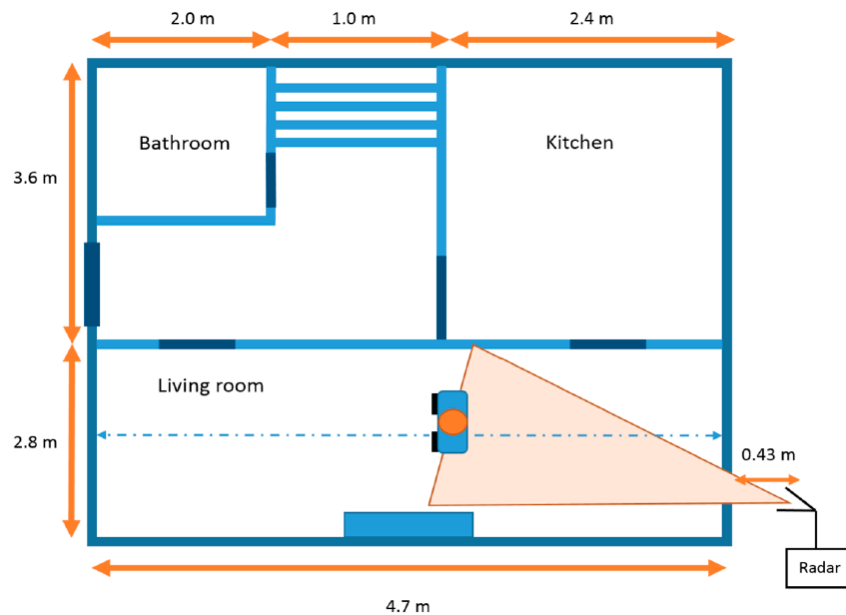 2.0 m
1.0 m
2.4 m
Bathroom
Kitchen
3.6 m
Living room
2.8 m
0.43 m
Radar
4.7 m